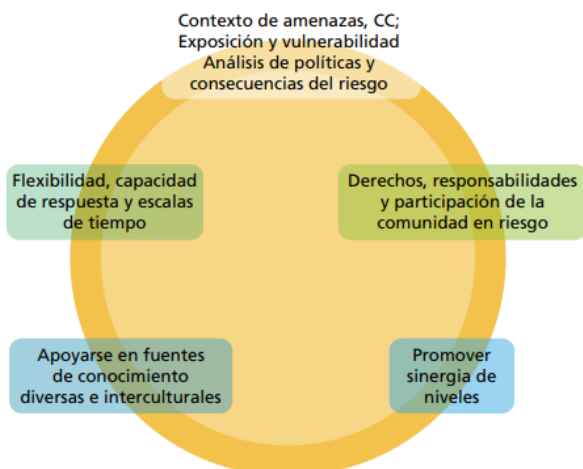 Contexto de amenazas, CC;
Exposición y vulnerabilidad
Análisis de políticas y
consecuencias del riesgo
Flexibilidad, capacidad
de respuesta y escalas
de tiempo
Derechos, responsabilidades
y participación de la
comunidad en riesgo
Apoyarse en fuentes
de conocimiento
diversas e interculturales
Promover
sinergia de
niveles